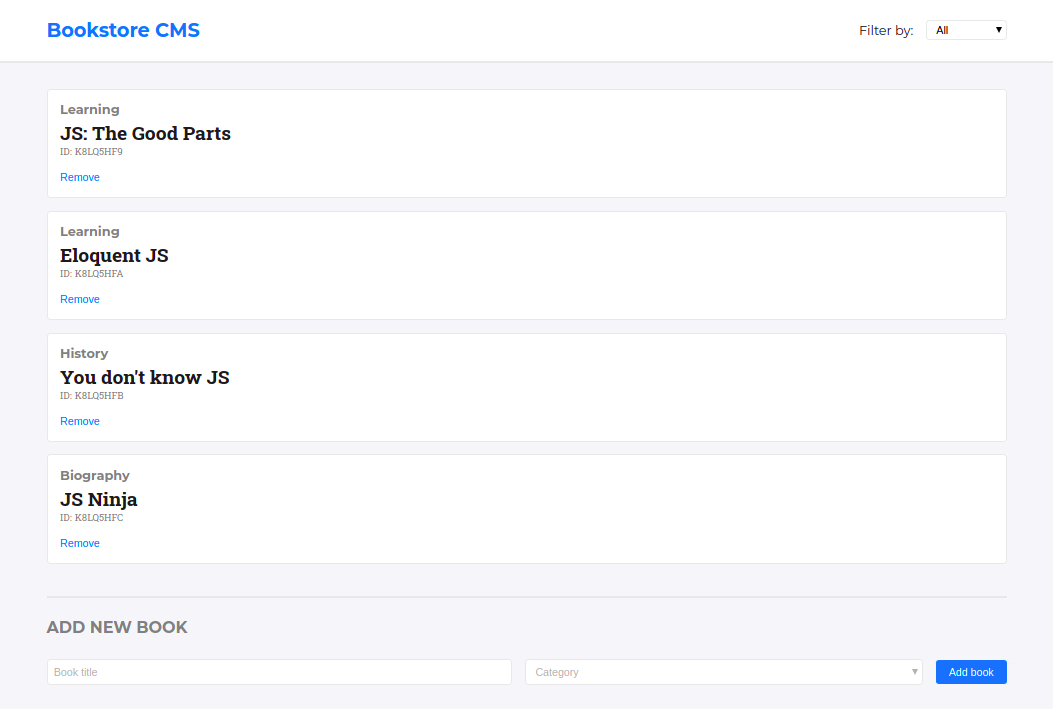 Bookstore CMS
Filter by: All
Learning
JS: The Good Parts
ID: K8LQ5HF9
Remove
Learning
Eloquent JS
ID: K8LQ5HFA
Remove
History
You don't know JS
ID: K8LQ5HFB
Remove
Biography
JS Ninja
ID: K8LQ5HFC
Remove
ADD NEW BOOK
Book title Category Add book